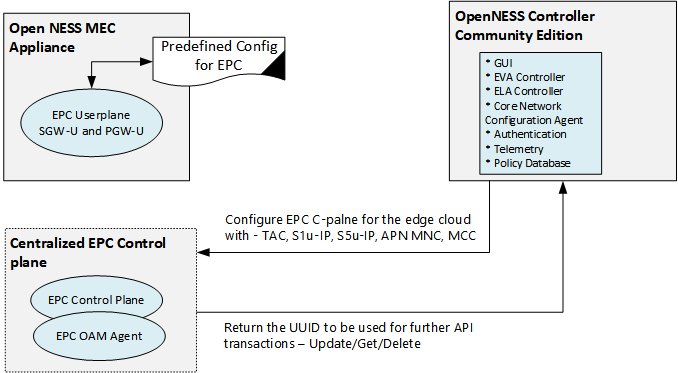 Open NESS MEC
Appliance
Predefined Config
for EPC
EPC Userplane
SGW-U and PGW-U
OpenNESS Controller
Community Edition
* GUI
* EVA Controller
* ELA Controller
* Core Network
Configuration Agent
* Authentication
* Telemetry
* Policy Database
Configure EPC C-palne for the edge cloud
with - TAC, S1u-IP, S5u-IP, APN MNC, MCC
Centralized EPC Control
plane
EPC Control Plane
EPC OAM Agent
Return the UUID to be used for further API
transactions – Update/Get/Delete